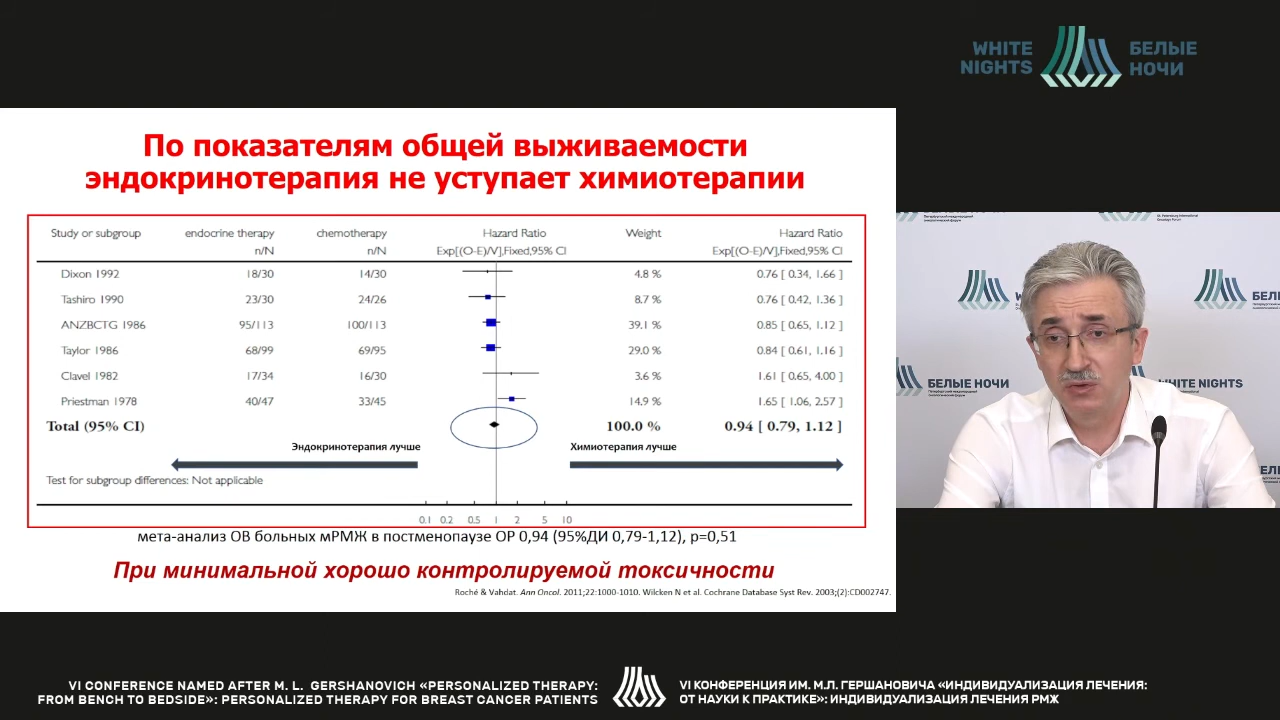 WHITE
NIGHTS
БЕЛЫЕ
НОЧИ
По показателям общей выживаемости
эндокринотерапия не уступает химиотерапии
Study or subgroup endocrine therapy chemotherapy Hazard Ratio Weight Hazard Ratio
n/N n/N Exp[(O-E)/V],Fixed,95% CI Exp[(O-E)/V],Fixed,95% CI
Dixon 1992 18/30 14/30 4.8 % 0.76 [ 0.34, 1.66 ]
Tashiro 1990 23/30 24/26 8.7 % 0.76 [ 0.42, 1.36 ]
ANZBCTG 1986 95/113 100/113 39.1 % 0.85 [ 0.65, 1.12 ]
Taylor 1986 68/99 69/95 29.0 % 0.84 [ 0.61, 1.16 ]
Clavel 1982 17/34 16/30 3.6 % 1.61 [ 0.65, 4.00 ]
Priestman 1978 40/47 33/45 14.9 % 1.65 [ 1.06, 2.57 ]
Total (95% CI) 100.0 % 0.94 [ 0.79, 1.12 ]
Эндокринотерапия лучше Химиотерапия лучше
Test for subgroup differences: Not applicable
0.1 0.2 0.5 1 2 5 10
мета-анализ ОВ больных мРМЖ в постменопаузе ОР 0,94 (95%ДИ 0,79-1,12), p=0,51
При минимальной хорошо контролируемой токсичности
Roché & Vahdat. Ann Oncol. 2011;22:1000-1010. Wilcken N et al. Cochrane Database Syst Rev. 2003;(2):CD002747.
БЕЛЫЕ НОЧИ
WHITE NIGHTS
VI CONFERENCE NAMED AFTER M. L. GERSHANOVICH «PERSONALIZED THERAPY:
FROM BENCH TO BEDSIDE»: PERSONALIZED THERAPY FOR BREAST CANCER PATIENTS
VI КОНФЕРЕНЦИЯ ИМ. М.Л. ГЕРШАНОВИЧА «ИНДИВИДУАЛИЗАЦИЯ ЛЕЧЕНИЯ:
ОТ НАУКИ К ПРАКТИКЕ»: ИНДИВИДУАЛИЗАЦИЯ ЛЕЧЕНИЯ РМЖ